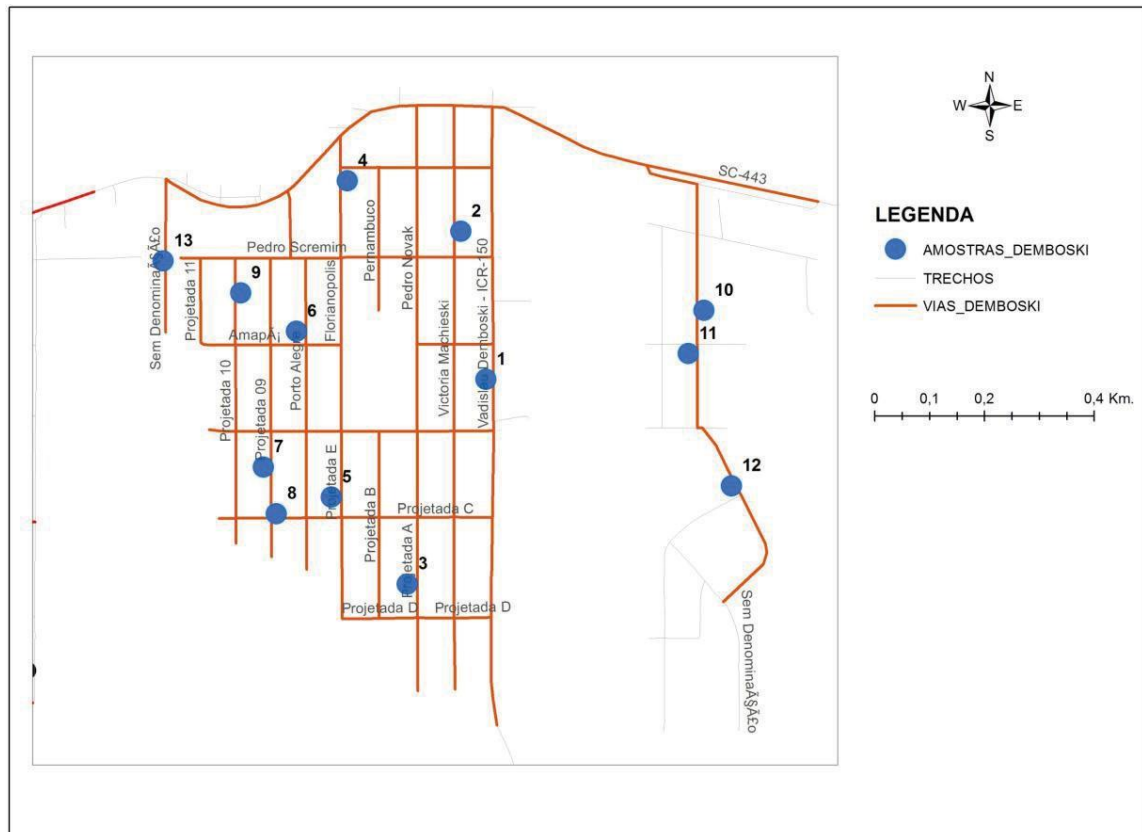 N
W E
S
SC-443
LEGENDA
AMOSTRAS_DEMBOSKI
TRECHOS
VIAS_DEMBOSKI
0 0,1 0,2 0,4 Km.
4
2
13
Pedro Scremim
Pernambuco
Pedro Novak
Vadislau Demboski - ICR-150
Sem DenominaÃ§Ã£o
Projetada 11
9
6
Florianopolis
10
11
AmapÃ¡
Porto Alegre
Victoria Machieski
1
Projetada 10
Projetada 09
7
8
5
Projetada E
Projetada B
Projetada C
12
Projetada A
3
Projetada D
Projetada D
Sem DenominaÃ§Ã£o